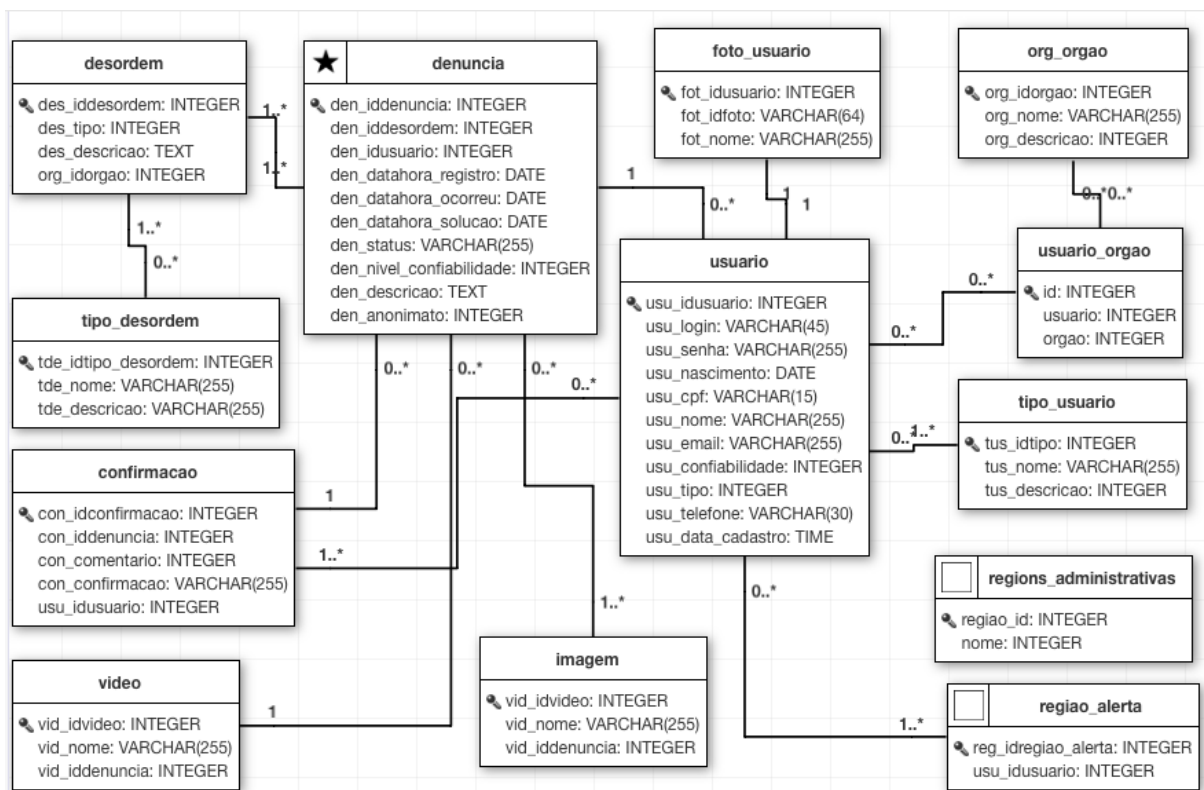 desordem
des_iddesordem: INTEGER
des_tipo: INTEGER
des_descricao: TEXT
org_idorgao: INTEGER
1..*
1..*
denuncia
den_iddenuncia: INTEGER
den_iddesordem: INTEGER
den_idusuario: INTEGER
den_datahora_registro: DATE
den_datahora_ocorreu: DATE
den_datahora_solucao: DATE
den_status: VARCHAR(255)
den_nivel_confiabilidade: INTEGER
den_descricao: TEXT
den_anonimato: INTEGER
1
0..*
foto_usuario
fot_idusuario: INTEGER
fot_idfoto: VARCHAR(64)
fot_nome: VARCHAR(255)
1
1
org_orgao
org_idorgao: INTEGER
org_nome: VARCHAR(255)
org_descricao: INTEGER
0..*
0..*
usuario_orgao
id: INTEGER
usuario: INTEGER
orgao: INTEGER
0..*
0..*
usuario
usu_idusuario: INTEGER
usu_login: VARCHAR(45)
usu_senha: VARCHAR(255)
usu_nascimento: DATE
usu_cpf: VARCHAR(15)
usu_nome: VARCHAR(255)
usu_email: VARCHAR(255)
usu_confiabilidade: INTEGER
usu_tipo: INTEGER
usu_telefone: VARCHAR(30)
usu_data_cadastro: TIME
1..*
0..*
tipo_desordem
tde_idtipo_desordem: INTEGER
tde_nome: VARCHAR(255)
tde_descricao: VARCHAR(255)
0..*
0..*
0..*
0..*
0..*
1..*
tipo_usuario
tus_idtipo: INTEGER
tus_nome: VARCHAR(255)
tus_descricao: INTEGER
confirmacao
con_idconfirmacao: INTEGER
con_iddenuncia: INTEGER
con_comentario: INTEGER
con_confirmacao: VARCHAR(255)
usu_idusuario: INTEGER
1
1..*
0..*
1..*
regions_administrativas
regiao_id: INTEGER
nome: INTEGER
imagem
vid_idvideo: INTEGER
vid_nome: VARCHAR(255)
vid_iddenuncia: INTEGER
video
vid_idvideo: INTEGER
vid_nome: VARCHAR(255)
vid_iddenuncia: INTEGER
1
1..*
regiao_alerta
reg_idregiao_alerta: INTEGER
usu_idusuario: INTEGER